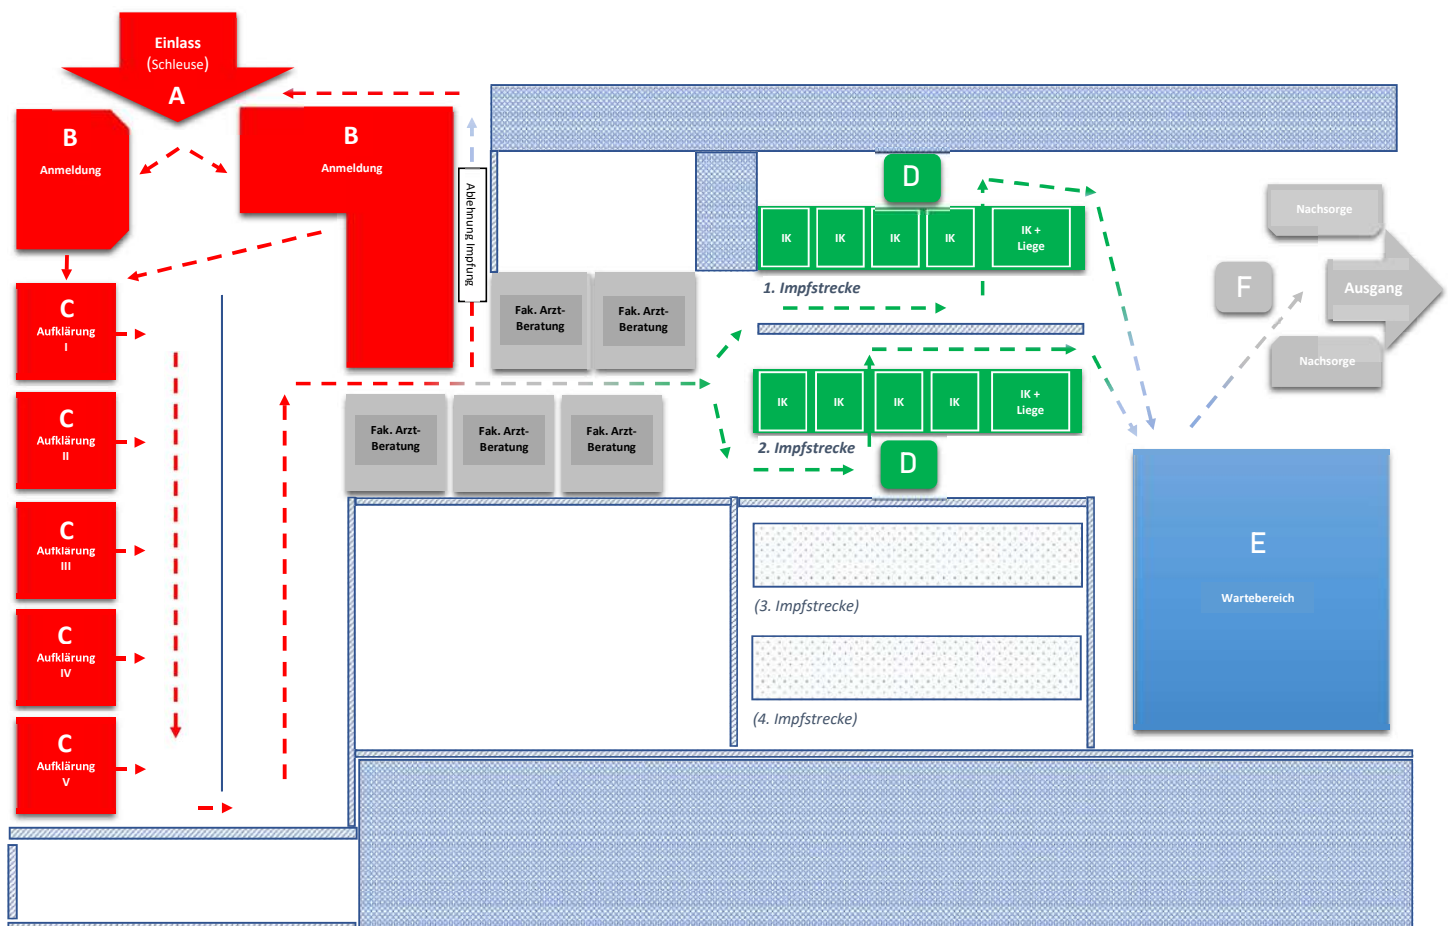 Einlass
(Schleuse)
A
B
Anmeldung
B
Anmeldung
Ablehnung Impfung
C
Aufklärung
I
C
Aufklärung
II
C
Aufklärung
III
C
Aufklärung
IV
C
Aufklärung
V
Fak. Arzt-
Beratung
Fak. Arzt-
Beratung
Fak. Arzt-
Beratung
Fak. Arzt-
Beratung
Fak. Arzt-
Beratung
D
IK
IK
IK
IK
IK +
Liege
1. Impfstrecke
IK
IK
IK
IK
IK +
Liege
2. Impfstrecke
D
(3. Impfstrecke)
(4. Impfstrecke)
E
Wartebereich
Nachsorge
F
Ausgang
Nachsorge